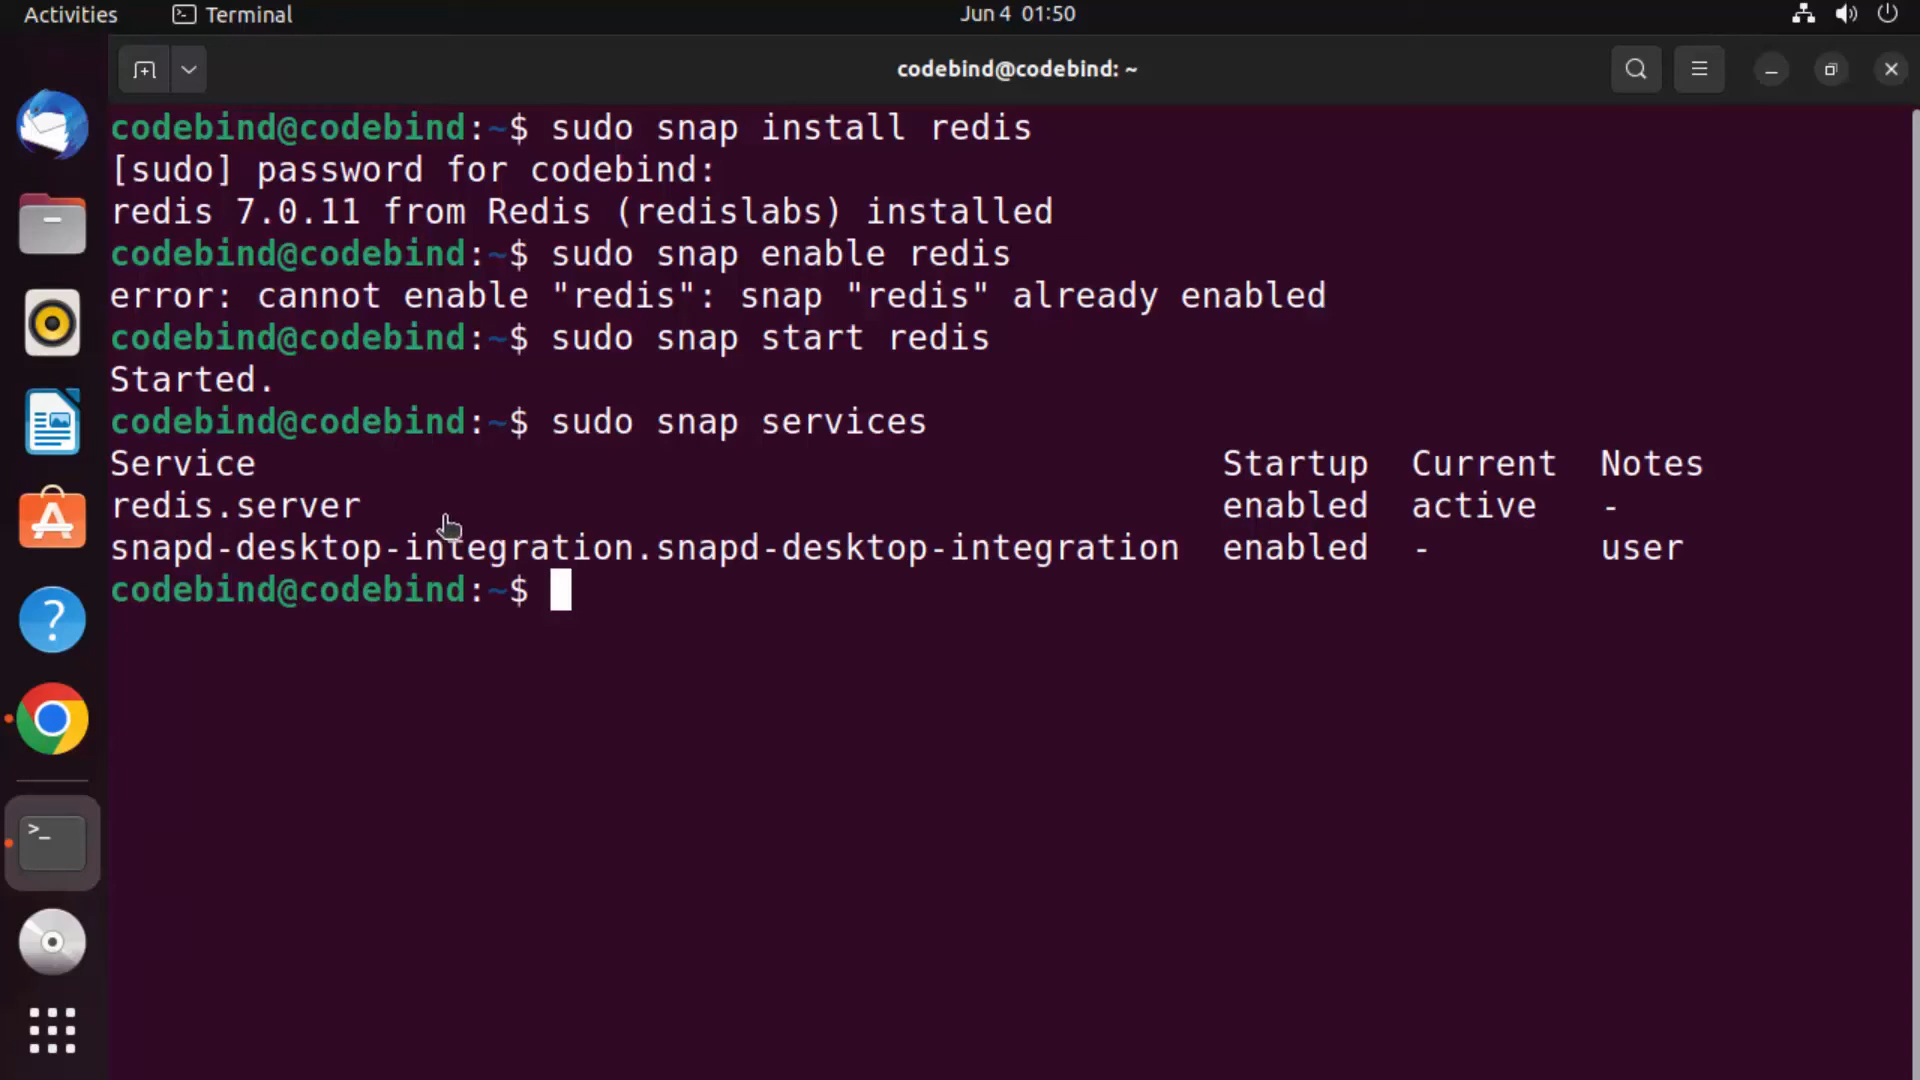 Activities Terminal Jun 4 01:50
codebind@codebind: ~
codebind@codebind:~$ sudo snap install redis
[sudo] password for codebind:
redis 7.0.11 from Redis (redislabs) installed
codebind@codebind:~$ sudo snap enable redis
error: cannot enable "redis": snap "redis" already enabled
codebind@codebind:~$ sudo snap start redis
Started.
codebind@codebind:~$ sudo snap services
Service Startup Current Notes
redis.server enabled active -
snapd-desktop-integration.snapd-desktop-integration enabled - user
codebind@codebind:~$